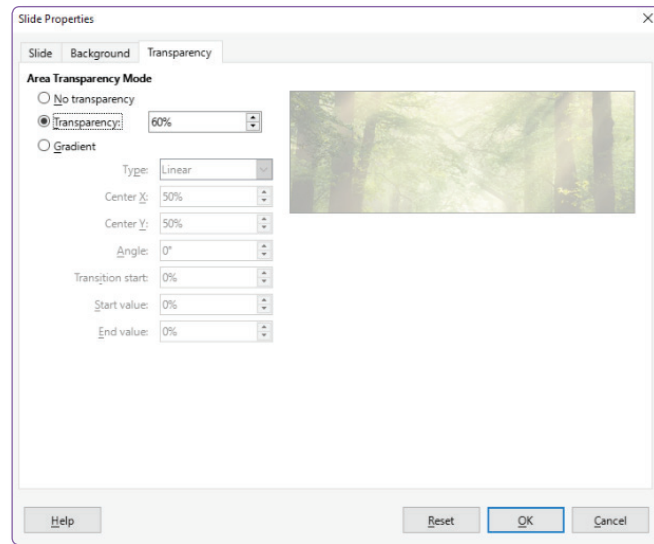 Slide Properties
Slide Background Transparency
Area Transparency Mode
No transparency
Transparency: 60%
Gradient
Type: Linear
Center X: 50%
Center Y: 50%
Angle: 0°
Transition start: 0%
Start value: 0%
End value: 0%
Help Reset OK Cancel